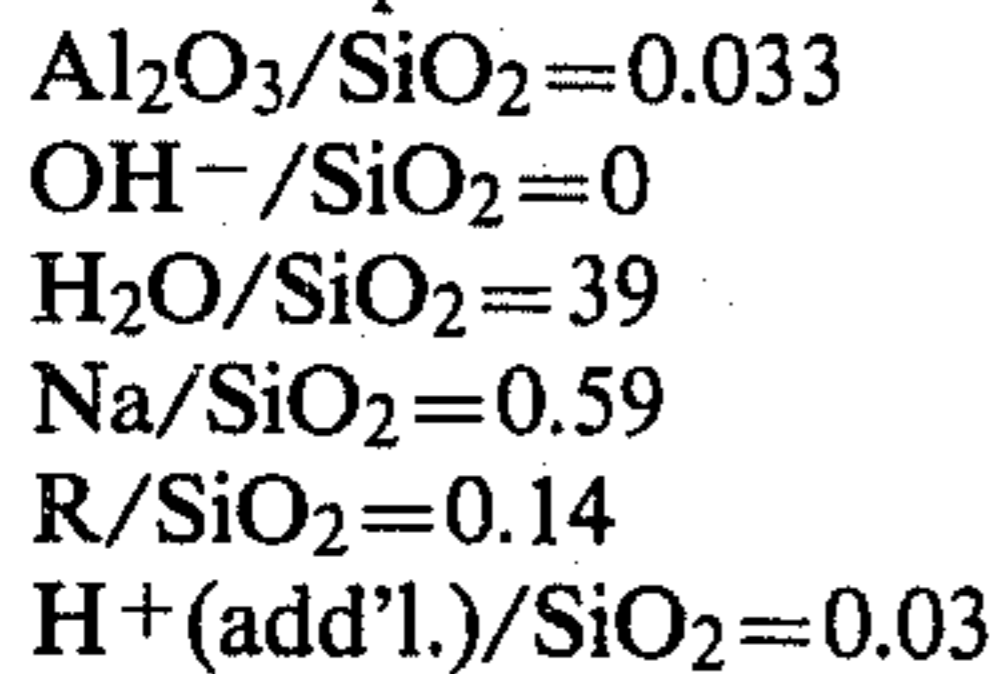 Al₂O₃/SiO₂=0.033
OH⁻/SiO₂=0
H₂O/SiO₂=39
Na/SiO₂=0.59
R/SiO₂=0.14
H⁺(add’l.)/SiO₂=0.03